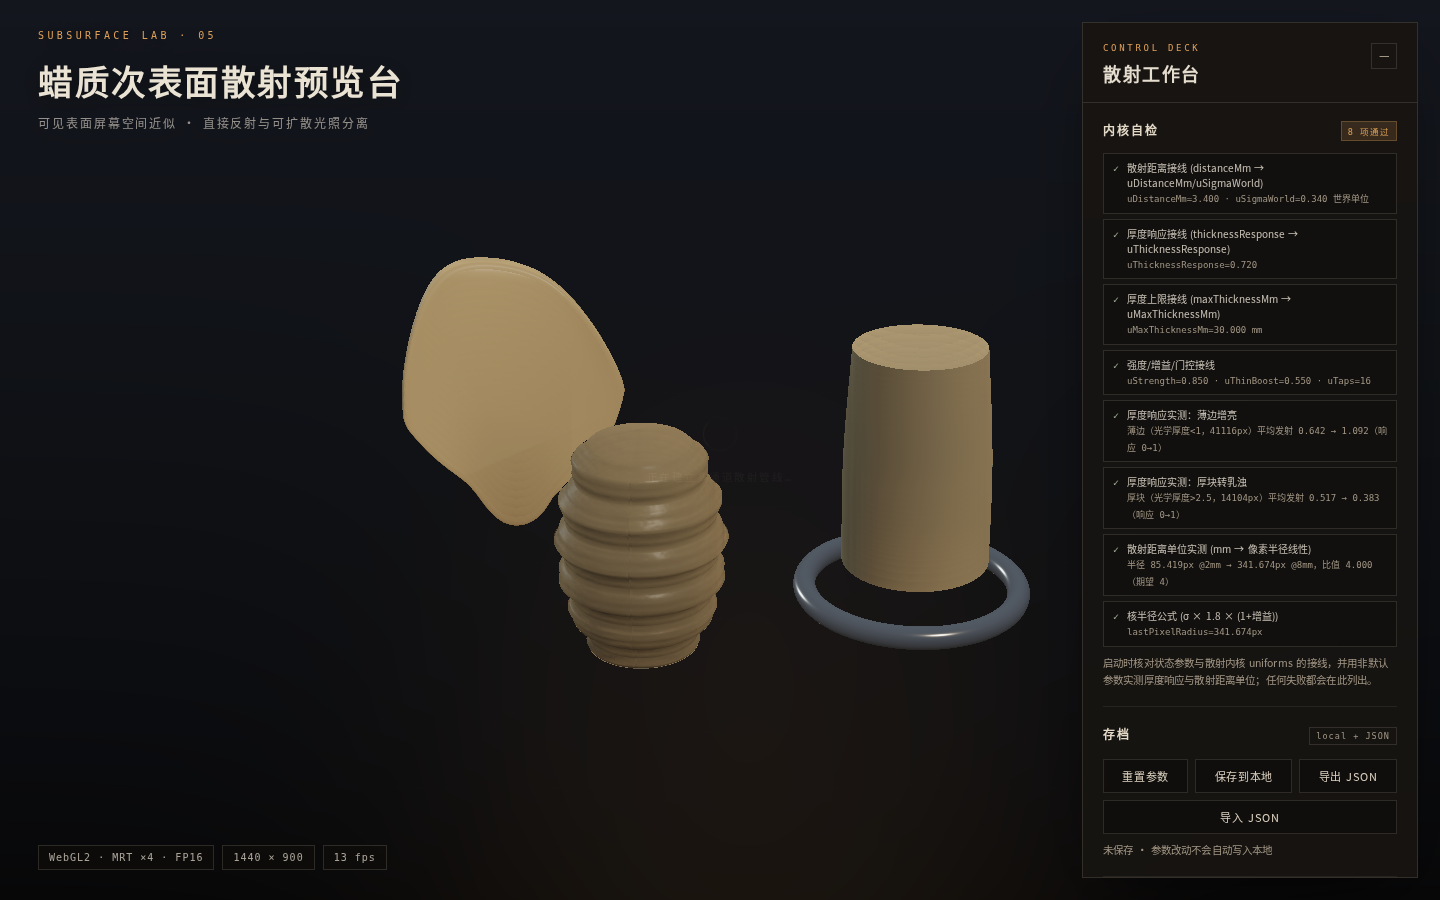 SUBSURFACE LAB · 05
蜡质次表面散射预览台
可见表面屏幕空间近似 · 直接反射与可扩散光照分离
CONTROL DECK
散射工作台
—
内核自检
8 项通过
✓ 散射距离接线 (distanceMm →
uDistanceMm/uSigmaWorld)
uDistanceMm=3.400 · uSigmaWorld=0.340 世界单位
✓ 厚度响应接线 (thicknessResponse →
uThicknessResponse)
uThicknessResponse=0.720
✓ 厚度上限接线 (maxThicknessMm →
uMaxThicknessMm)
uMaxThicknessMm=30.000 mm
✓ 强度/增益/门控接线
uStrength=0.850 · uThinBoost=0.550 · uTaps=16
✓ 厚度响应实测：薄边增亮
薄边（光学厚度<1，41116px）平均发射 0.642 → 1.092（响
应 0→1）
✓ 厚度响应实测：厚块转乳浊
厚块（光学厚度>2.5，14104px）平均发射 0.517 → 0.383
（响应 0→1）
✓ 散射距离单位实测 (mm → 像素半径线性)
半径 85.419px @2mm → 341.674px @8mm，比值 4.000
（期望 4）
✓ 核半径公式 (σ × 1.8 × (1+增益))
lastPixelRadius=341.674px
启动时核对状态参数与散射内核 uniforms 的接线，并用非默认
参数实测厚度响应与散射距离单位；任何失败都会在此列出。
存档
local + JSON
重置参数
保存到本地
导出 JSON
导入 JSON
未保存 · 参数改动不会自动写入本地
WebGL2 · MRT ×4 · FP16
1440 × 900
13 fps